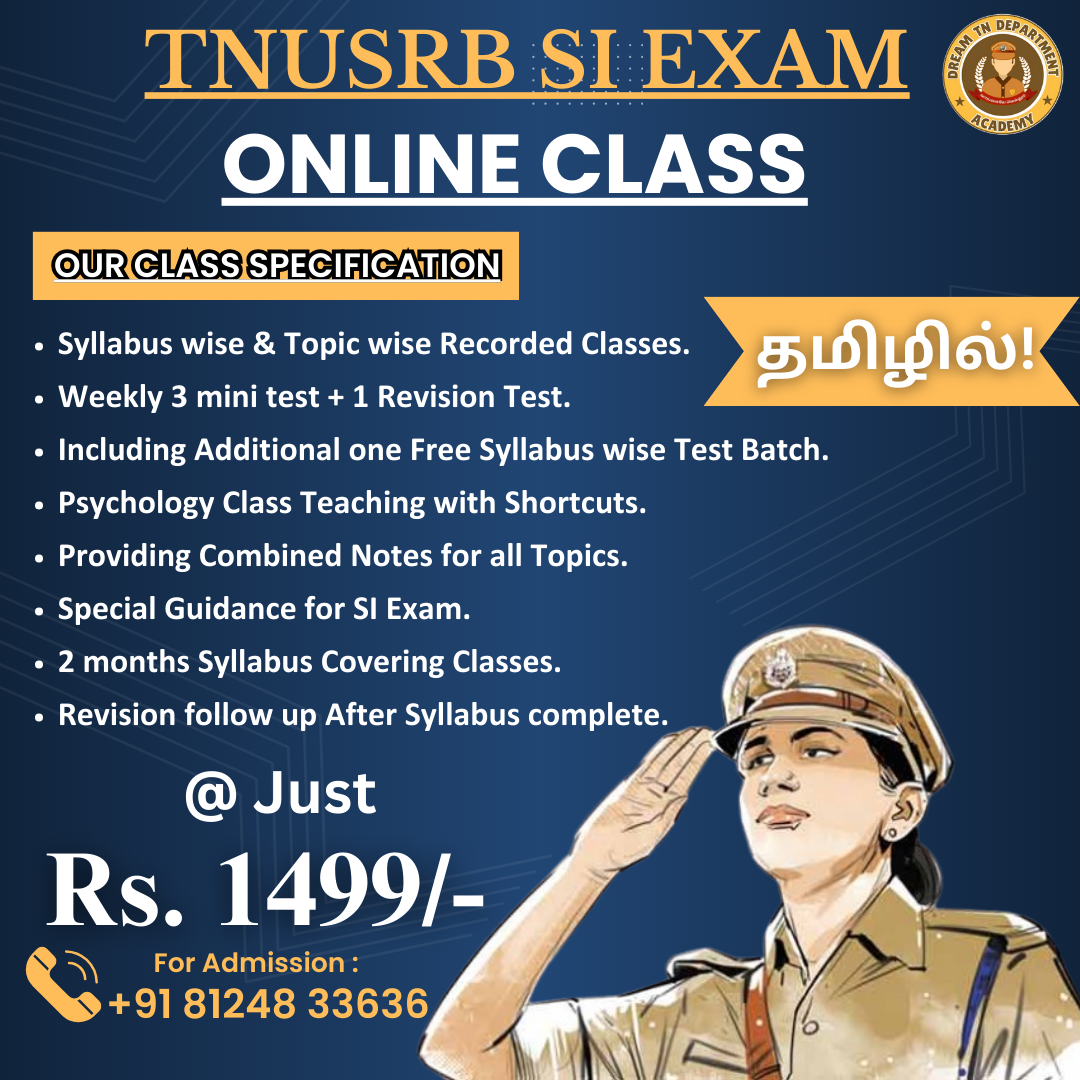 TNUSRB SI EXAM
DREAM TN DEPARTMENT
ACADEMY
ONLINE CLASS
OUR CLASS SPECIFICATION
• Syllabus wise & Topic wise Recorded Classes.
தமிழில்!
• Weekly 3 mini test + 1 Revision Test.
• Including Additional one Free Syllabus wise Test Batch.
• Psychology Class Teaching with Shortcuts.
• Providing Combined Notes for all Topics.
• Special Guidance for SI Exam.
• 2 months Syllabus Covering Classes.
• Revision follow up After Syllabus complete.
@ Just
Rs. 1499/-
For Admission :
+91 81248 33636